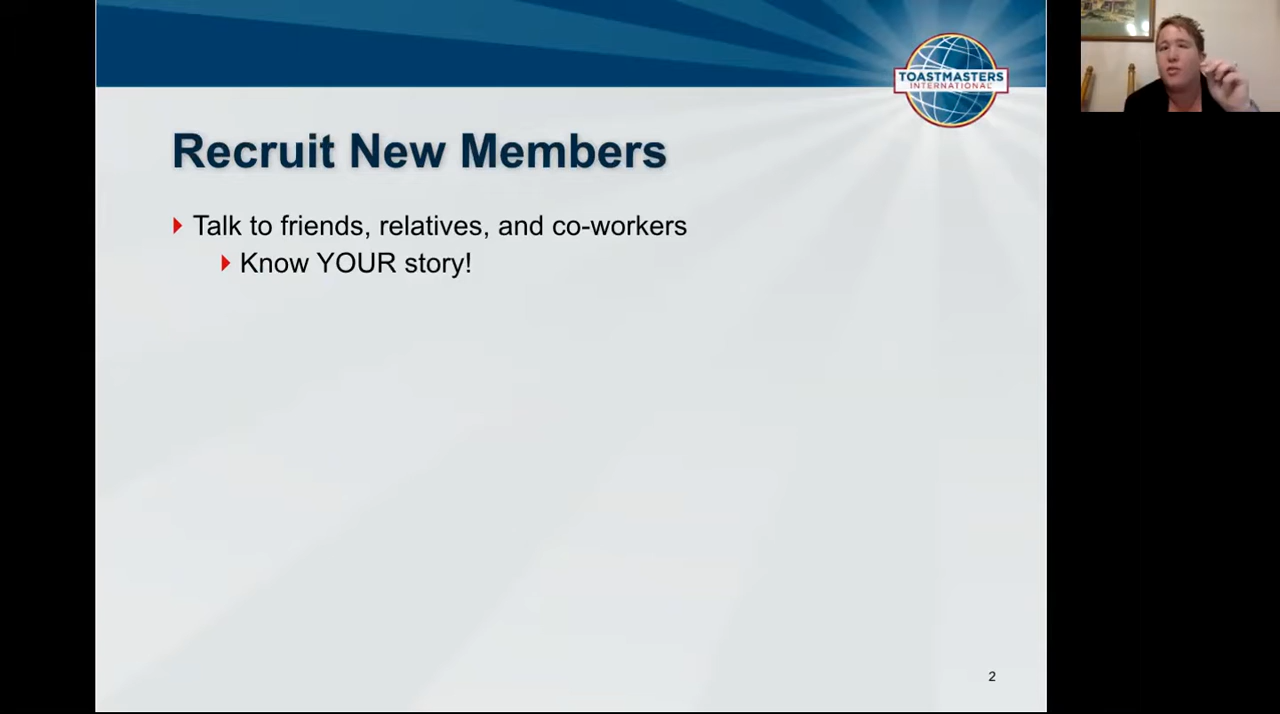 TOASTMASTERS
INTERNATIONAL
Recruit New Members
Talk to friends, relatives, and co-workers
Know YOUR story!
2